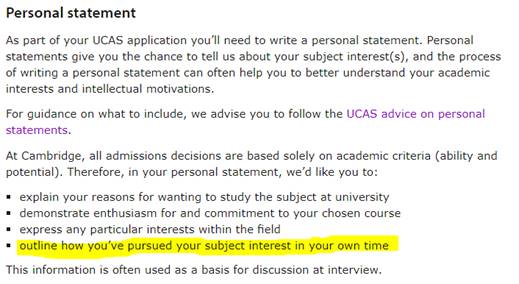 Personal statement
As part of your UCAS application you'll need to write a personal statement. Personal
statements give you the chance to tell us about your subject interest(s), and the process
of writing a personal statement can often help you to better understand your academic
interests and intellectual motivations.
For guidance on what to include, we advise you to follow the UCAS advice on personal
statements.
At Cambridge, all admissions decisions are based solely on academic criteria (ability and
potential). Therefore, in your personal statement, we'd like you to:
▪ explain your reasons for wanting to study the subject at university
▪ demonstrate enthusiasm for and commitment to your chosen course
▪ express any particular interests within the field
▪ outline how you've pursued your subject interest in your own time
This information is often used as a basis for discussion at interview.